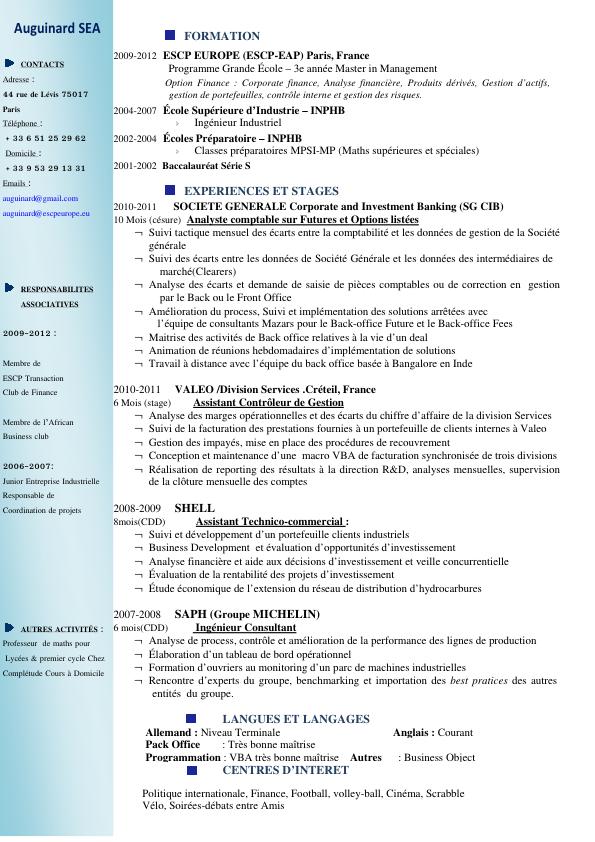 Auguinard SEA
CONTACTS
Adresse :
44 rue de Lévis 75017
Paris
Téléphone :
+ 33 6 51 25 29 62
Domicile :
+ 33 9 53 29 13 31
Emails :
auguinard@gmail.com
auguinard@escpeurope.eu
RESPONSABILITES
ASSOCIATIVES
2009-2012 :
Membre de
ESCP Transaction
Club de Finance
Membre de l’African
Business club
2006-2007:
Junior Entreprise Industrielle
Responsable de
Coordination de projets
AUTRES ACTIVITÉS :
Professeur de maths pour
Lycées & premier cycle Chez
Complétude Cours à Domicile
FORMATION
2009-2012 ESCP EUROPE (ESCP-EAP) Paris, France
Programme Grande École – 3e année Master in Management
Option Finance : Corporate finance, Analyse financière, Produits dérivés, Gestion d’actifs,
gestion de portefeuilles, contrôle interne et gestion des risques.
2004-2007 École Supérieure d’Industrie – INPHB
Ingénieur Industriel
2002-2004 Écoles Préparatoire – INPHB
Classes préparatoires MPSI-MP (Maths supérieures et spéciales)
2001-2002 Baccalauréat Série S
EXPERIENCES ET STAGES
2010-2011 SOCIETE GENERALE Corporate and Investment Banking (SG CIB)
10 Mois (césure) Analyste comptable sur Futures et Options listées
¬ Suivi tactique mensuel des écarts entre la comptabilité et les données de gestion de la Société
générale
¬ Suivi des écarts entre les données de Société Générale et les données des intermédiaires de
marché(Clearers)
¬ Analyse des écarts et demande de saisie de pièces comptables ou de correction en gestion
par le Back ou le Front Office
¬ Amélioration du process, Suivi et implémentation des solutions arrêtées avec
l’équipe de consultants Mazars pour le Back-office Future et le Back-office Fees
¬ Maitrise des activités de Back office relatives à la vie d’un deal
¬ Animation de réunions hebdomadaires d’implémentation de solutions
¬ Travail à distance avec l’équipe du back office basée à Bangalore en Inde
2010-2011 VALEO /Division Services .Créteil, France
6 Mois (stage) Assistant Contrôleur de Gestion
¬ Analyse des marges opérationnelles et des écarts du chiffre d’affaire de la division Services
¬ Suivi de la facturation des prestations fournies à un portefeuille de clients internes à Valeo
¬ Gestion des impayés, mise en place des procédures de recouvrement
¬ Conception et maintenance d’une macro VBA de facturation synchronisée de trois divisions
¬ Réalisation de reporting des résultats à la direction R&D, analyses mensuelles, supervision
de la clôture mensuelle des comptes
2008-2009 SHELL
8mois(CDD) Assistant Technico-commercial :
¬ Suivi et développement d’un portefeuille clients industriels
¬ Business Development et évaluation d’opportunités d’investissement
¬ Analyse financière et aide aux décisions d’investissement et veille concurrentielle
¬ Évaluation de la rentabilité des projets d’investissement
¬ Étude économique de l’extension du réseau de distribution d’hydrocarbures
2007-2008 SAPH (Groupe MICHELIN)
6 mois(CDD) Ingénieur Consultant
¬ Analyse de process, contrôle et amélioration de la performance des lignes de production
¬ Élaboration d’un tableau de bord opérationnel
¬ Formation d’ouvriers au monitoring d’un parc de machines industrielles
¬ Rencontre d’experts du groupe, benchmarking et importation des best pratices des autres
entités du groupe.
LANGUES ET LANGAGES
Allemand : Niveau Terminale Anglais : Courant
Pack Office : Très bonne maîtrise
Programmation : VBA très bonne maîtrise Autres : Business Object
CENTRES D’INTERET
Politique internationale, Finance, Football, volley-ball, Cinéma, Scrabble
Vélo, Soirées-débats entre Amis